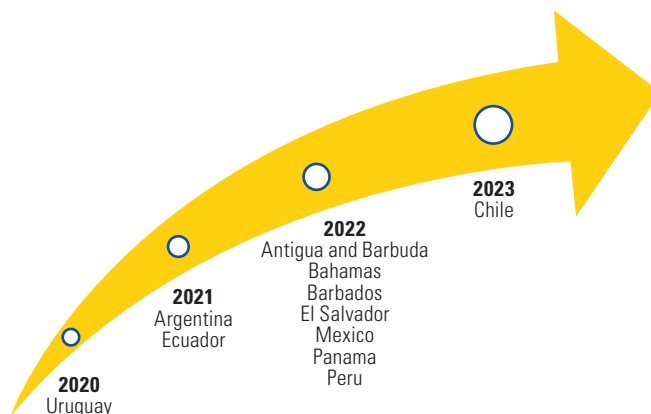 2020
Uruguay
2021
Argentina
Ecuador
2022
Antigua and Barbuda
Bahamas
Barbados
El Salvador
Mexico
Panama
Peru
2023
Chile